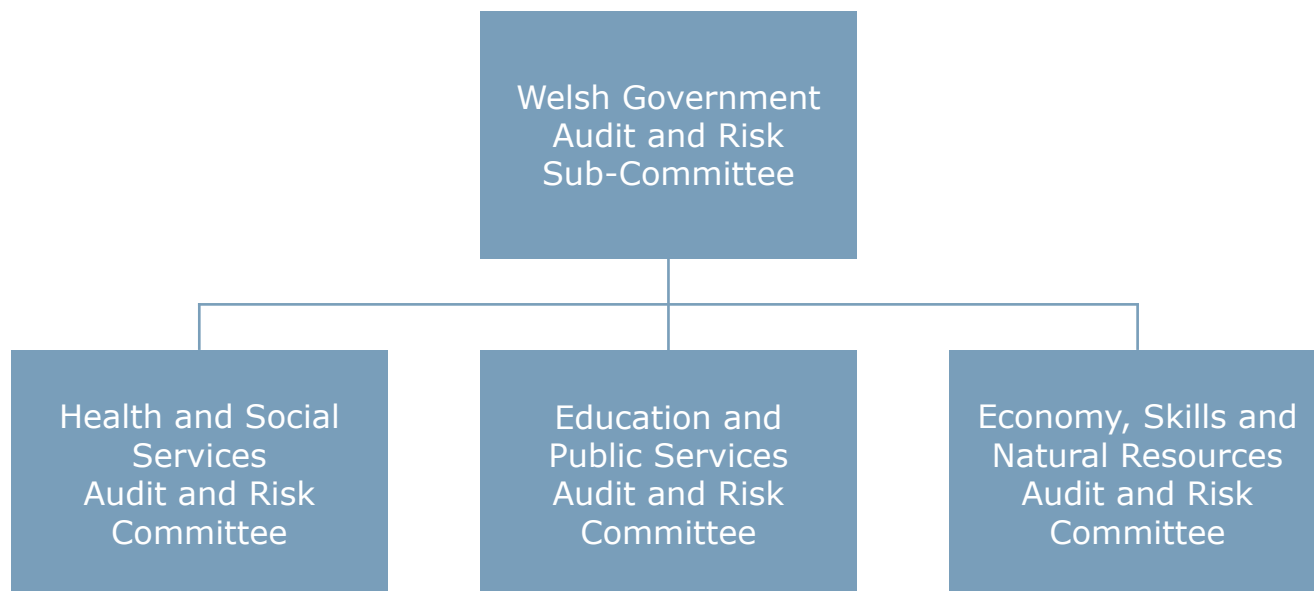 Welsh Government
Audit and Risk
Sub-Committee
Health and Social
Services
Audit and Risk
Committee
Education and
Public Services
Audit and Risk
Committee
Economy, Skills and
Natural Resources
Audit and Risk
Committee